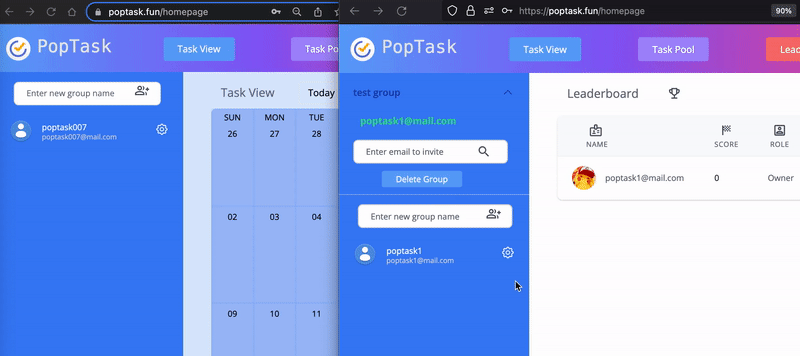 poptask.fun/homepage
PopTask
Task View
Task Po
Enter new group name
poptask007
poptask007@mail.com
Task View
Today
SUN MON TUE
26 27 28
02 03 04
09 10 11
https://poptask.fun/homepage
90%
PopTask
Task View
Task Pool
Lea
test group
poptask1@mail.com
Enter email to invite
Delete Group
Enter new group name
poptask1
poptask1@mail.com
Leaderboard
NAME SCORE ROLE
poptask1@mail.com 0 Owner